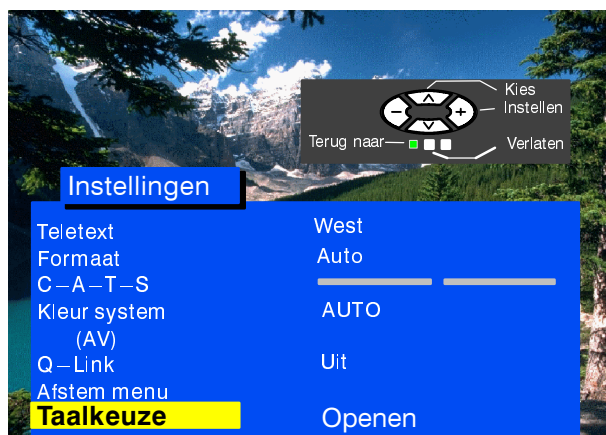 Kies
Instellen
Terug naar
Verlaten
Instellingen
Teletext West
Formaat Auto
C–A–T–S
Kleur system AUTO
(AV)
Q–Link Uit
Afstem menu
Taalkeuze Openen